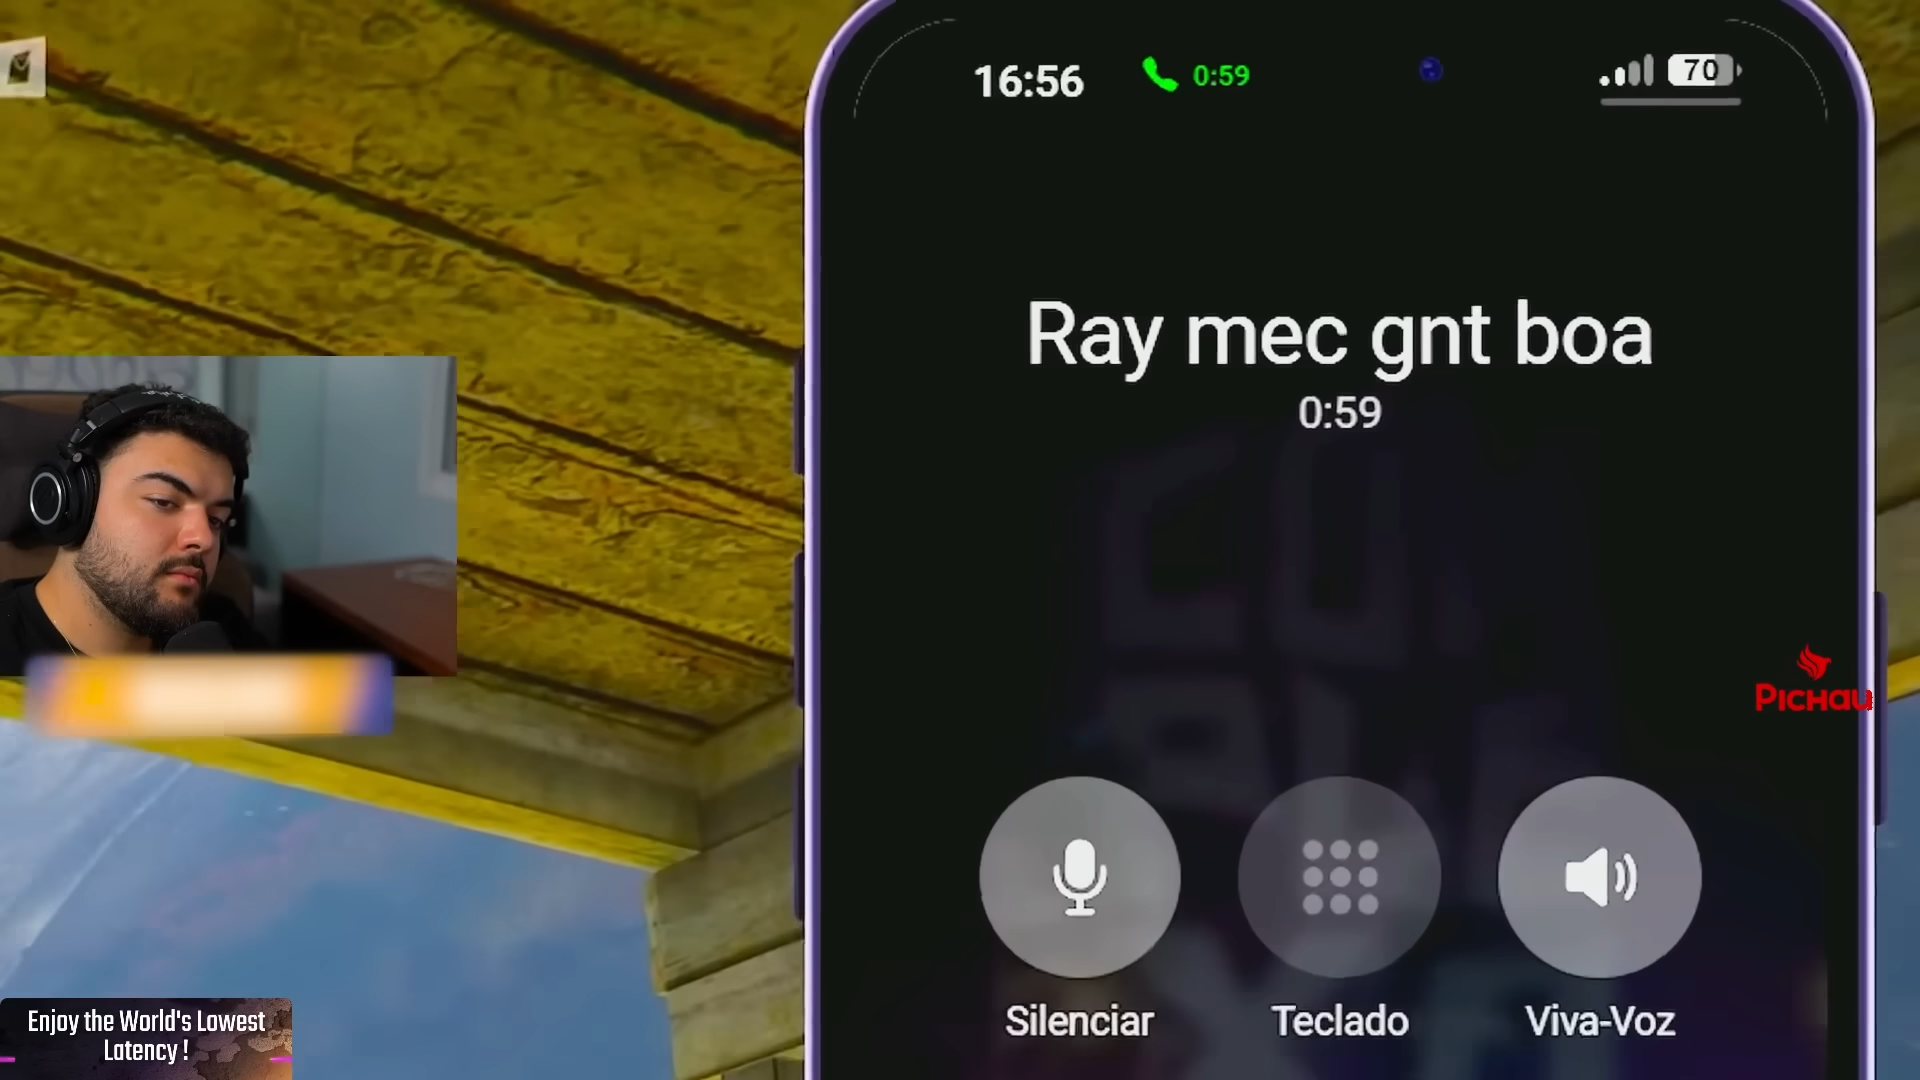 16:56
0:59
70
Ray mec gnt boa
0:59
PICHAU
Silenciar
Teclado
Viva-Voz
Enjoy the World's Lowest
Latency !